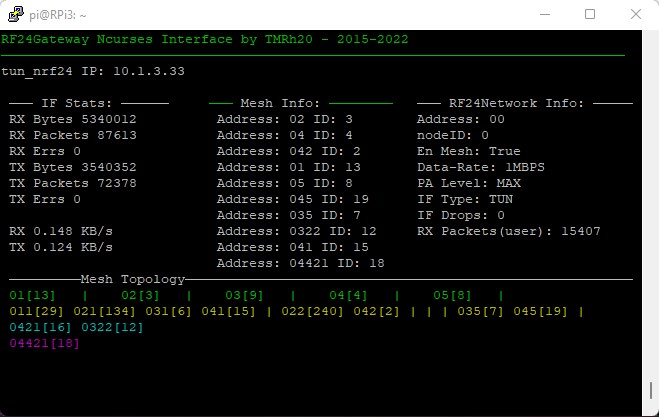 pi@RPi3: ~
RF24Gateway Ncurses Interface by TMRh20 - 2015-2022
tun_nrf24 IP: 10.1.3.33
IF Stats: Mesh Info: RF24Network Info:
RX Bytes 5340012 Address: 02 ID: 3 Address: 00
RX Packets 87613 Address: 04 ID: 4 nodeID: 0
RX Errs 0 Address: 042 ID: 2 En Mesh: True
TX Bytes 3540352 Address: 01 ID: 13 Data-Rate: 1MBPS
TX Packets 72378 Address: 05 ID: 8 PA Level: MAX
TX Errs 0 Address: 045 ID: 19 IF Type: TUN
Address: 035 ID: 7 IF Drops: 0
RX 0.148 KB/s Address: 0322 ID: 12 RX Packets(user): 15407
TX 0.124 KB/s Address: 041 ID: 15
Address: 04421 ID: 18
Mesh Topology
01[13] | 02[3] | 03[9] | 04[4] | 05[8] |
011[29] 021[134] 031[6] 041[15] | 022[240] 042[2] | | | 035[7] 045[19] |
0421[16] 0322[12]
04421[18]